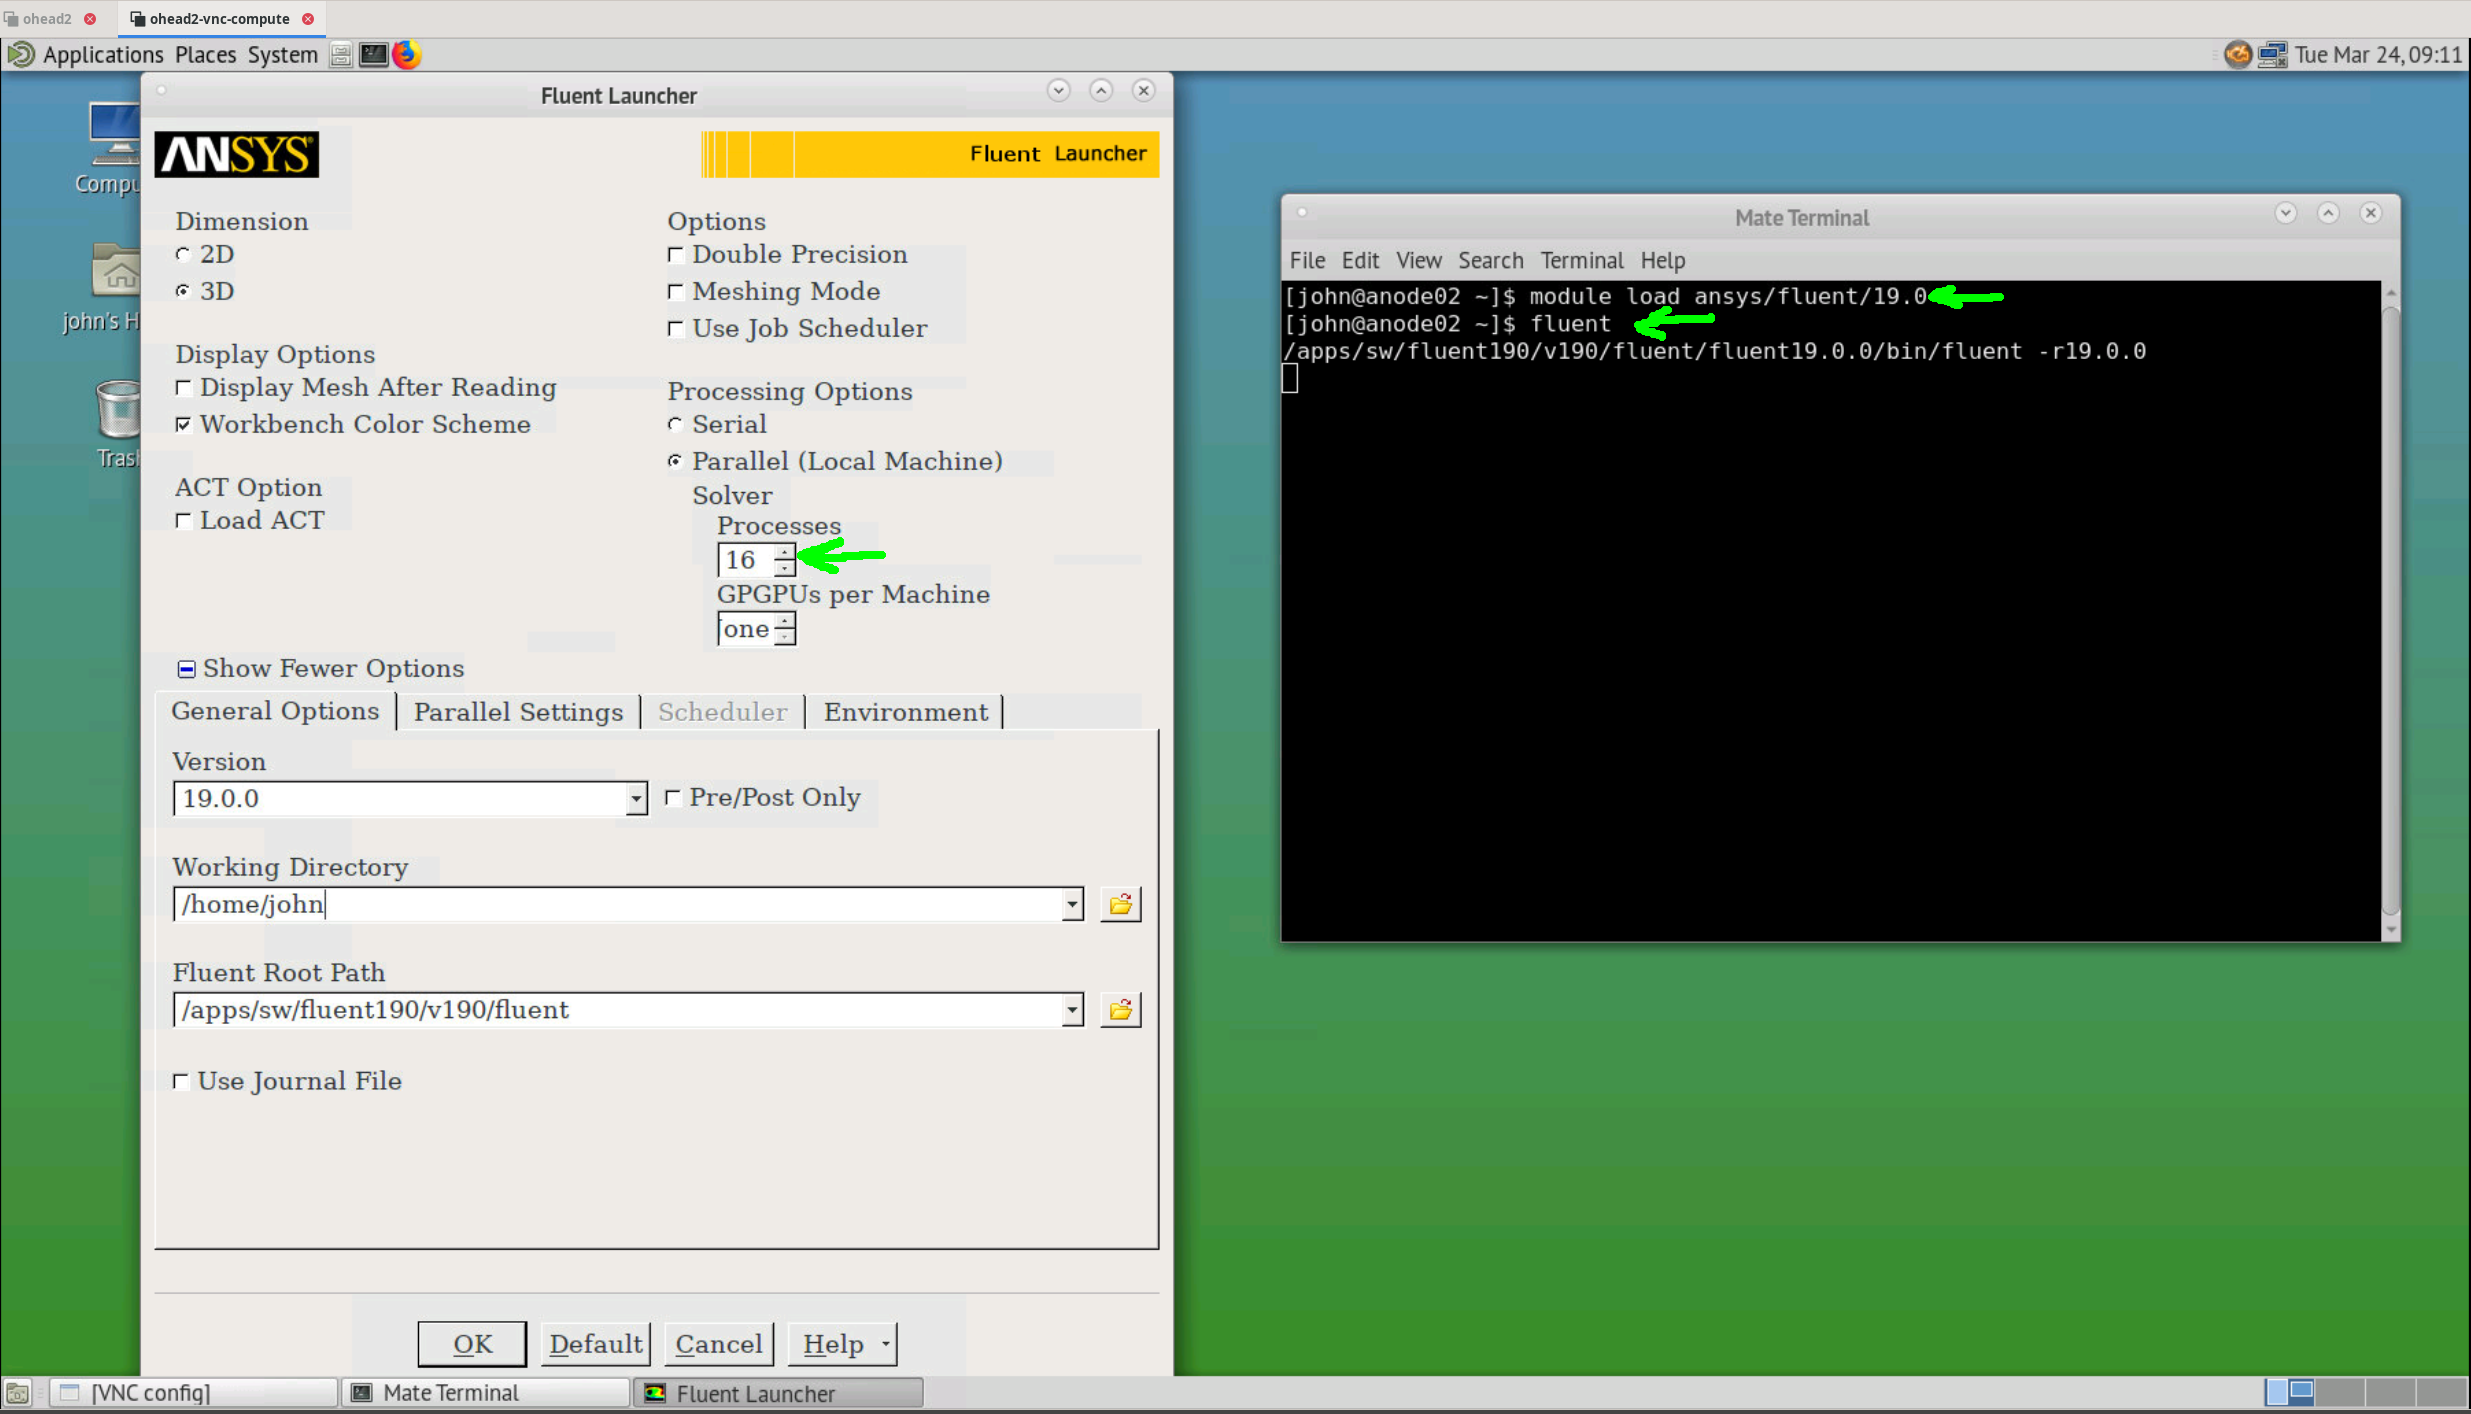 ohead2
ohead2-vnc-compute
Applications Places System
Tue Mar 24, 09:11
Fluent Launcher
ANSYS
Fluent Launcher
Dimension
2D
3D
Display Options
Display Mesh After Reading
Workbench Color Scheme
ACT Option
Load ACT
Options
Double Precision
Meshing Mode
Use Job Scheduler
Processing Options
Serial
Parallel (Local Machine)
Solver
Processes
16
GPGPUs per Machine
one
Show Fewer Options
General Options
Parallel Settings
Scheduler
Environment
Version
19.0.0
Pre/Post Only
Working Directory
/home/john
Fluent Root Path
/apps/sw/fluent190/v190/fluent
Use Journal File
OK
Default
Cancel
Help
Compu
john's H
Tras
Mate Terminal
File Edit View Search Terminal Help
[john@anode02 ~]$ module load ansys/fluent/19.0
[john@anode02 ~]$ fluent
/apps/sw/fluent190/v190/fluent/fluent19.0.0/bin/fluent -r19.0.0
[VNC config]
Mate Terminal
Fluent Launcher